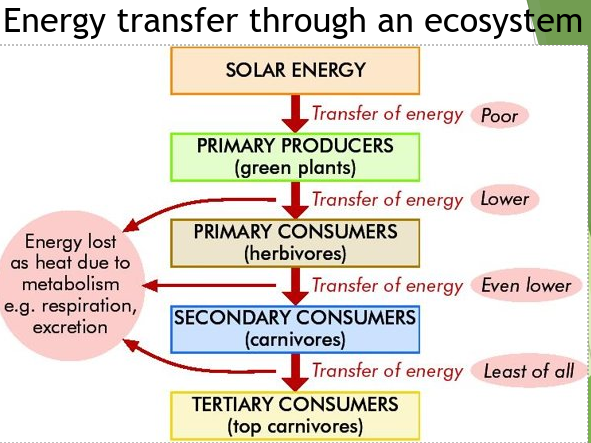 Energy transfer through an ecosystem
SOLAR ENERGY
Transfer of energy Poor
PRIMARY PRODUCERS
(green plants)
Transfer of energy Lower
PRIMARY CONSUMERS
(herbivores)
Energy lost
as heat due to
metabolism
e.g. respiration,
excretion
Transfer of energy Even lower
SECONDARY CONSUMERS
(carnivores)
Transfer of energy Least of all
TERTIARY CONSUMERS
(top carnivores)